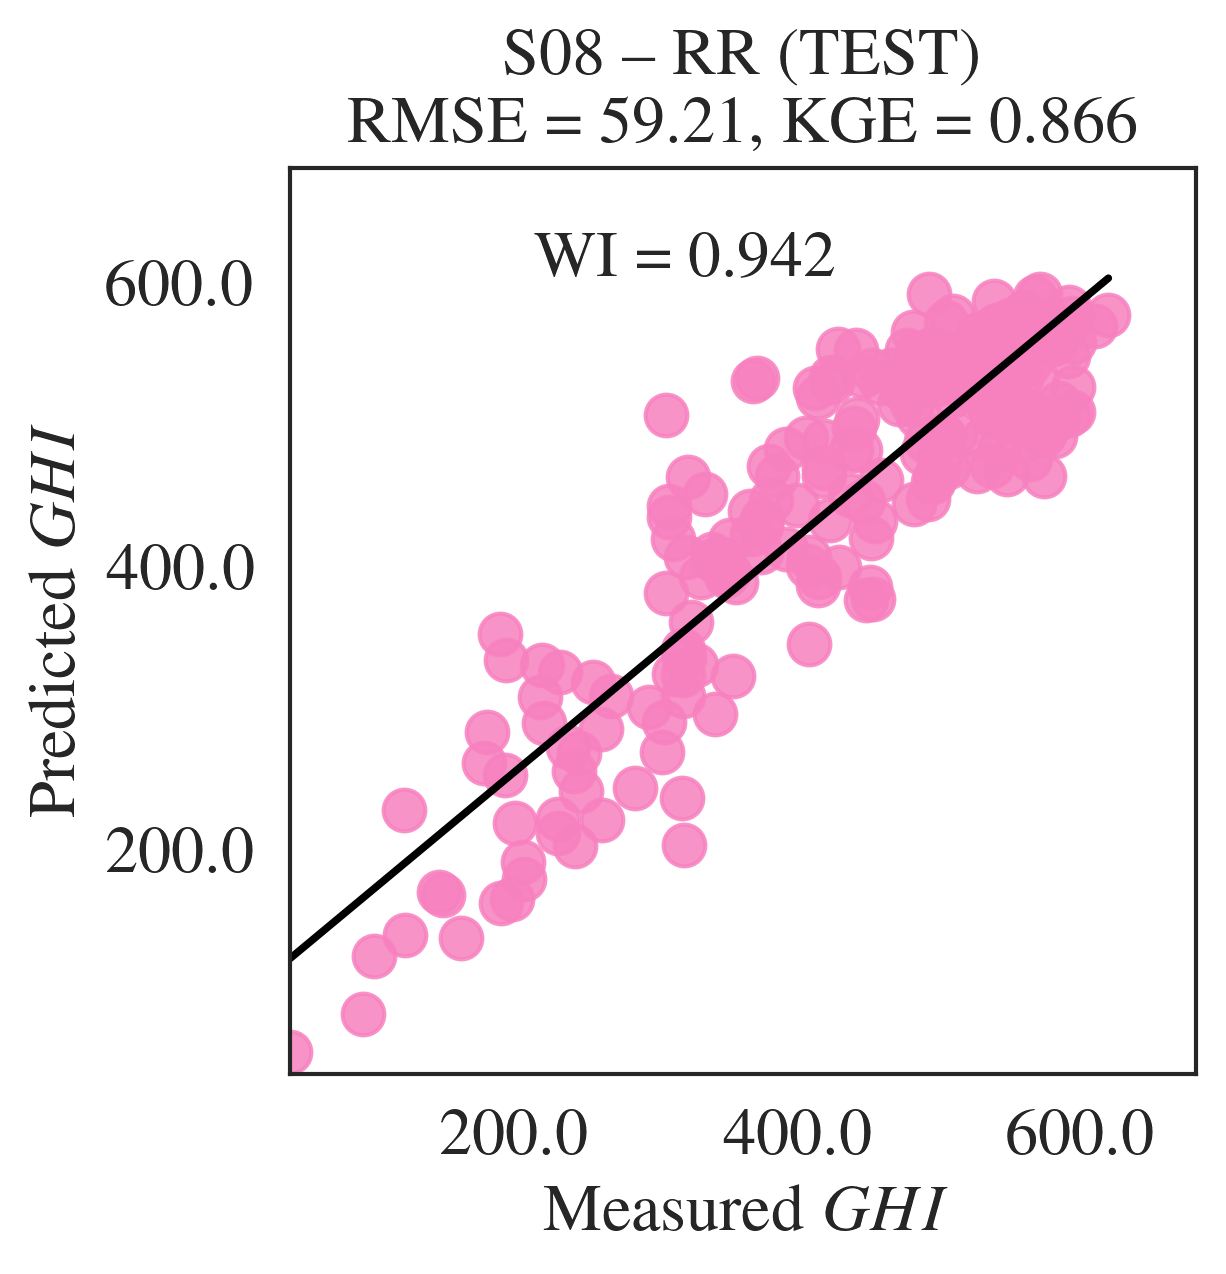 S08 – RR (TEST)
RMSE = 59.21, KGE = 0.866
WI = 0.942
600.0
400.0
200.0
Predicted GHI
200.0 400.0 600.0
Measured GHI